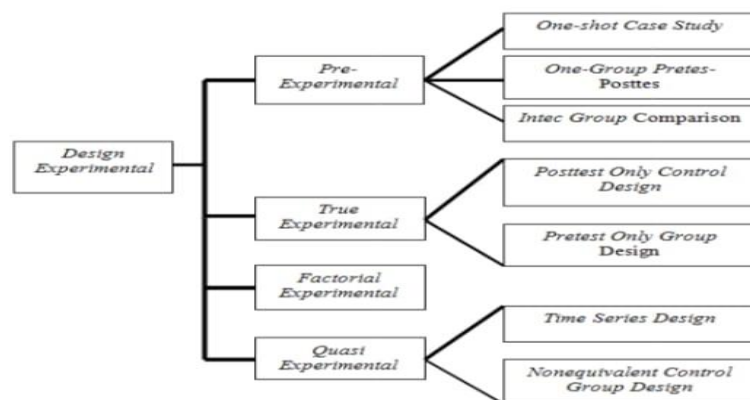 Design
Experimental
Pre-
Experimental
One-shot Case Study
One-Group Pretes-
Posttes
Intec Group Comparison
True
Experimental
Posttest Only Control
Design
Pretest Only Group
Design
Factorial
Experimental
Quasi
Experimental
Time Series Design
Nonequivalent Control
Group Design